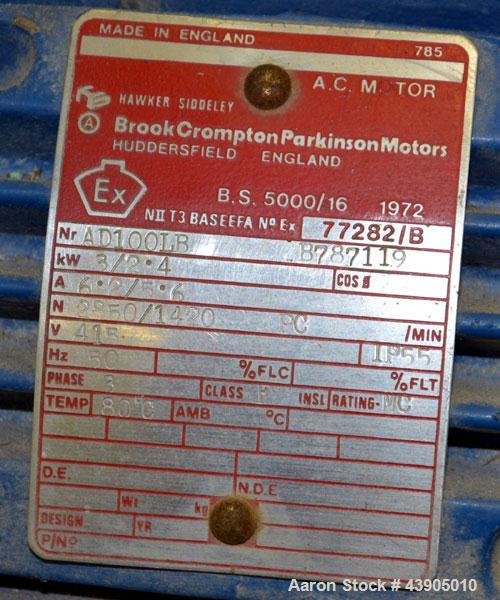 MADE IN ENGLAND 785
A.C. M TOR
HAWKER SIDDELEY
A BrookCromptonParkinsonMotors
HUDDERSFIELD ENGLAND
Ex
B.S. 5000/16 1972
NII T3 BASEEFA Nº Ex 77282/B
Nr AD100LB B787119
kW 3/2·4 COS ø
A 6·2/5·6
N 2850/1420 PC /MIN
V 415 IP55
Hz 50 %FLC %FLT
PHASE 3 CLASS INSL RATING- MC
TEMP 80°C AMB °C
D.E. N.D.E.
Wt kg
DESIGN YR
P/Nº
Aaron Stock # 43905010